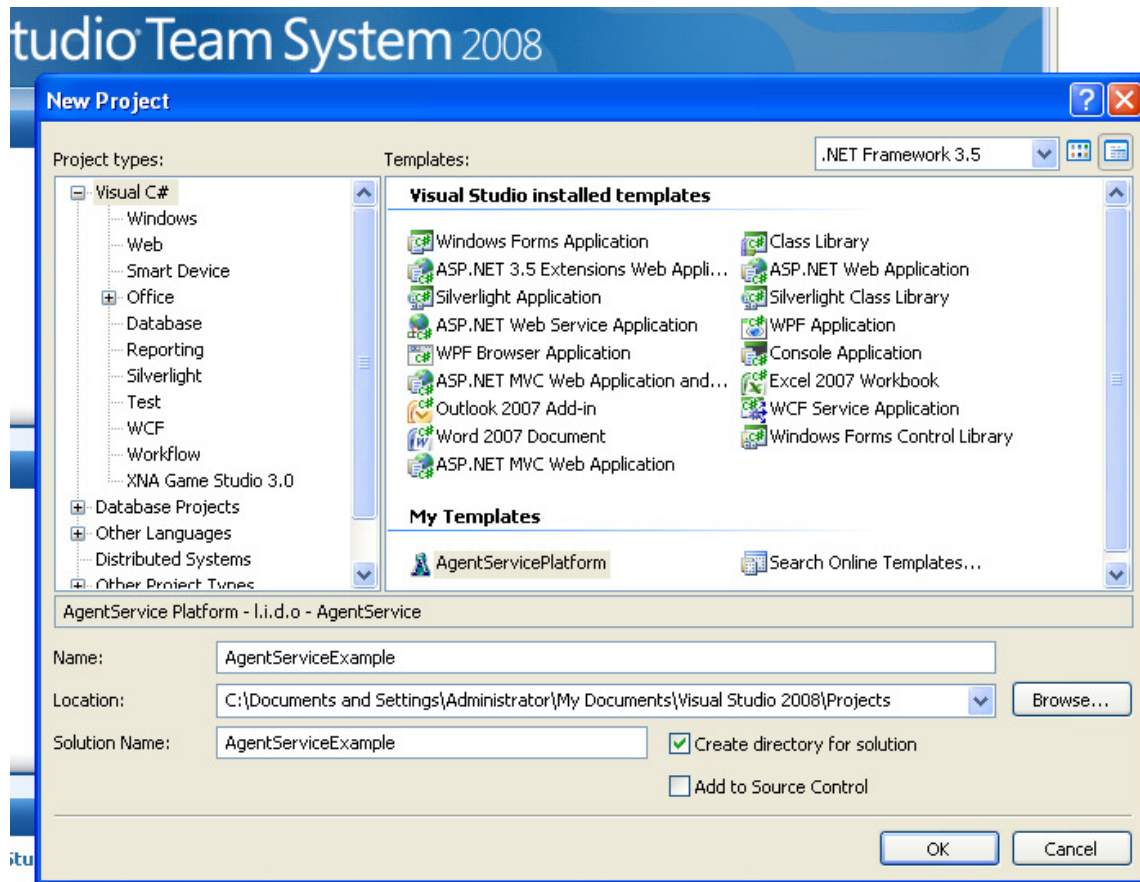 tudio Team System 2008
New Project
Project types:
Templates:
.NET Framework 3.5
Visual C#
Windows
Web
Smart Device
Office
Database
Reporting
Silverlight
Test
WCF
Workflow
XNA Game Studio 3.0
Database Projects
Other Languages
Distributed Systems
Other Project Types
Visual Studio installed templates
Windows Forms Application
Class Library
ASP.NET 3.5 Extensions Web Appli...
ASP.NET Web Application
Silverlight Application
Silverlight Class Library
ASP.NET Web Service Application
WPF Application
WPF Browser Application
Console Application
ASP.NET MVC Web Application and...
Excel 2007 Workbook
Outlook 2007 Add-in
WCF Service Application
Word 2007 Document
Windows Forms Control Library
ASP.NET MVC Web Application
My Templates
AgentServicePlatform
Search Online Templates...
AgentService Platform - l.i.d.o - AgentService
Name:
AgentServiceExample
Location:
C:\Documents and Settings\Administrator\My Documents\Visual Studio 2008\Projects
Browse...
Solution Name:
AgentServiceExample
Create directory for solution
Add to Source Control
OK
Cancel
Stu